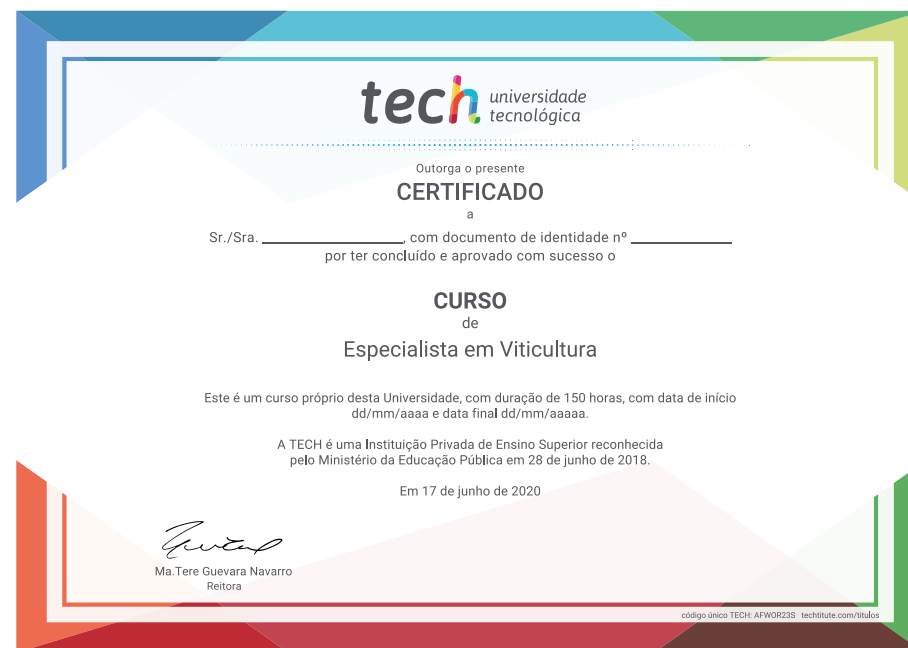 tech universidade
tecnológica
Outorga o presente
CERTIFICADO
a
Sr./Sra. ________________, com documento de identidade nº ____________
por ter concluído e aprovado com sucesso o
CURSO
de
Especialista em Viticultura
Este é um curso próprio desta Universidade, com duração de 150 horas, com data de início
dd/mm/aaaa e data final dd/mm/aaaaa.
A TECH é uma Instituição Privada de Ensino Superior reconhecida
pelo Ministério da Educação Pública em 28 de junho de 2018.
Em 17 de junho de 2020
Ma.Tere Guevara Navarro
Reitora
código único TECH: AFWOR23S techtitute.com/títulos